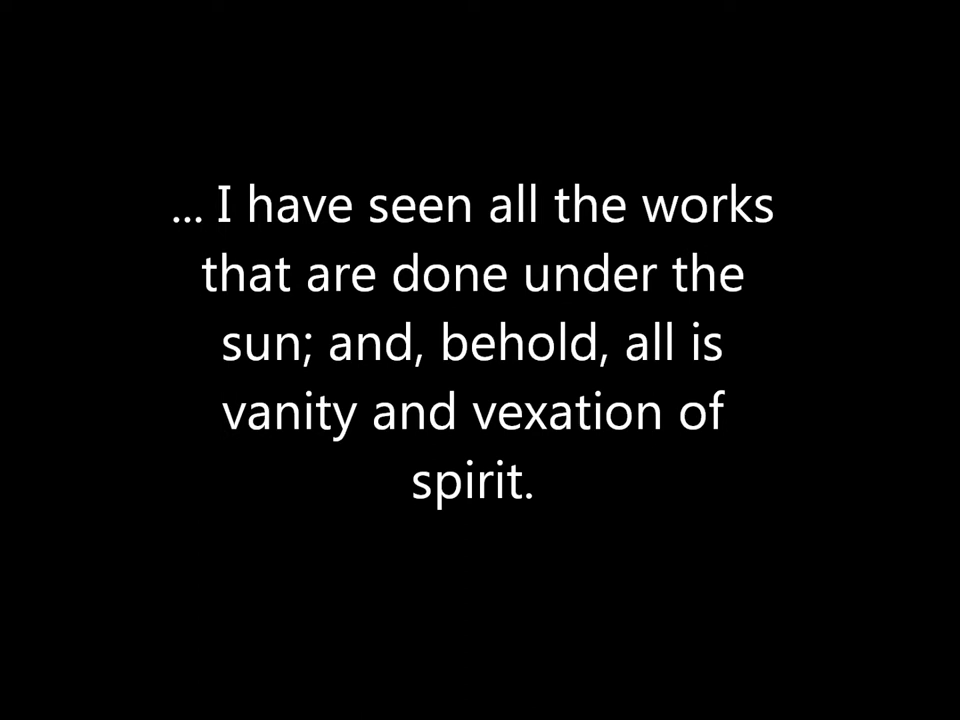 ... I have seen all the works
that are done under the
sun; and, behold, all is
vanity and vexation of
spirit.